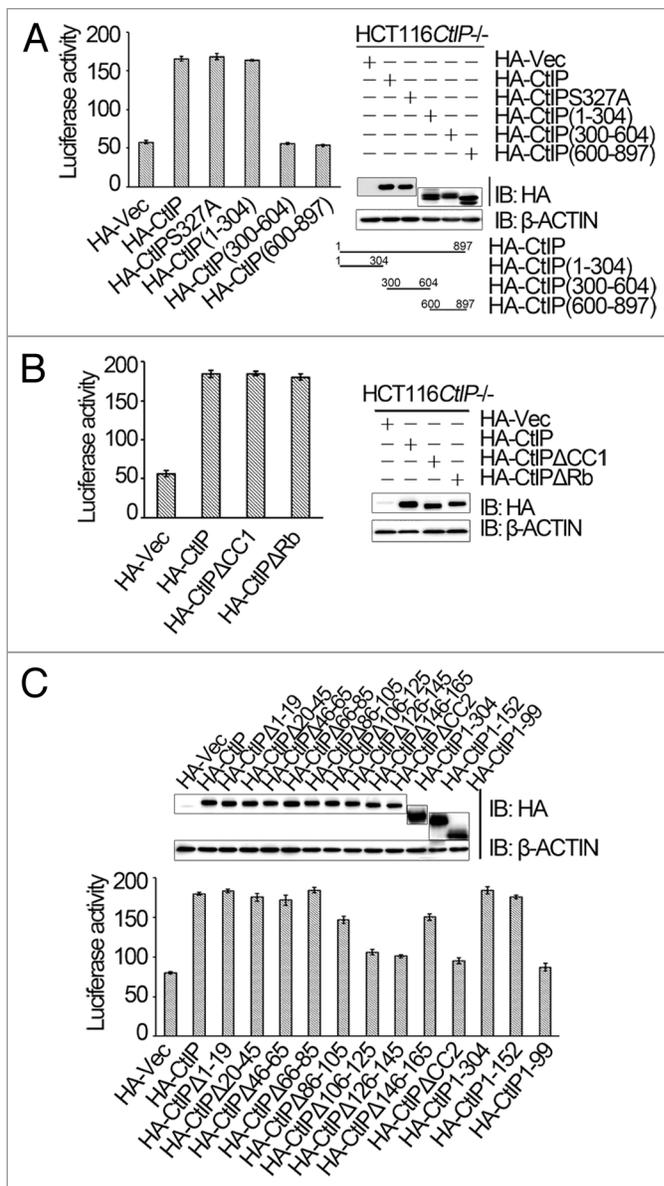 A
Luciferase activity
200
150
100
50
0
HA-Vec
HA-CtIP
HA-CtIPS327A
HA-CtIP(1-304)
HA-CtIP(300-604)
HA-CtIP(600-897)
HCT116CtIP-/-
+ – – – – – HA-Vec
– + – – – – HA-CtIP
– – + – – – HA-CtIPS327A
– – – + – – HA-CtIP(1-304)
– – – – + – HA-CtIP(300-604)
– – – – – + HA-CtIP(600-897)
IB: HA
IB: β-ACTIN
1 897 HA-CtIP
1 304 HA-CtIP(1-304)
300 604 HA-CtIP(300-604)
600 897 HA-CtIP(600-897)
B
Luciferase activity
200
150
100
50
0
HA-Vec
HA-CtIP
HA-CtIPΔCC1
HA-CtIPΔRb
HCT116CtIP-/-
+ – – – HA-Vec
– + – – HA-CtIP
– – + – HA-CtIPΔCC1
– – – + HA-CtIPΔRb
IB: HA
IB: β-ACTIN
C
HA-Vec
HA-CtIP
HA-CtIPΔ1-19
HA-CtIPΔ20-45
HA-CtIPΔ46-65
HA-CtIPΔ66-85
HA-CtIPΔ86-105
HA-CtIPΔ106-125
HA-CtIPΔ126-145
HA-CtIPΔ146-165
HA-CtIPΔCC2
HA-CtIP1-304
HA-CtIP1-152
HA-CtIP1-99
IB: HA
IB: β-ACTIN
Luciferase activity
200
150
100
50
0
HA-Vec
HA-CtIP
HA-CtIPΔ1-19
HA-CtIPΔ20-45
HA-CtIPΔ46-65
HA-CtIPΔ66-85
HA-CtIPΔ86-105
HA-CtIPΔ106-125
HA-CtIPΔ126-145
HA-CtIPΔ146-165
HA-CtIPΔCC2
HA-CtIP1-304
HA-CtIP1-152
HA-CtIP1-99